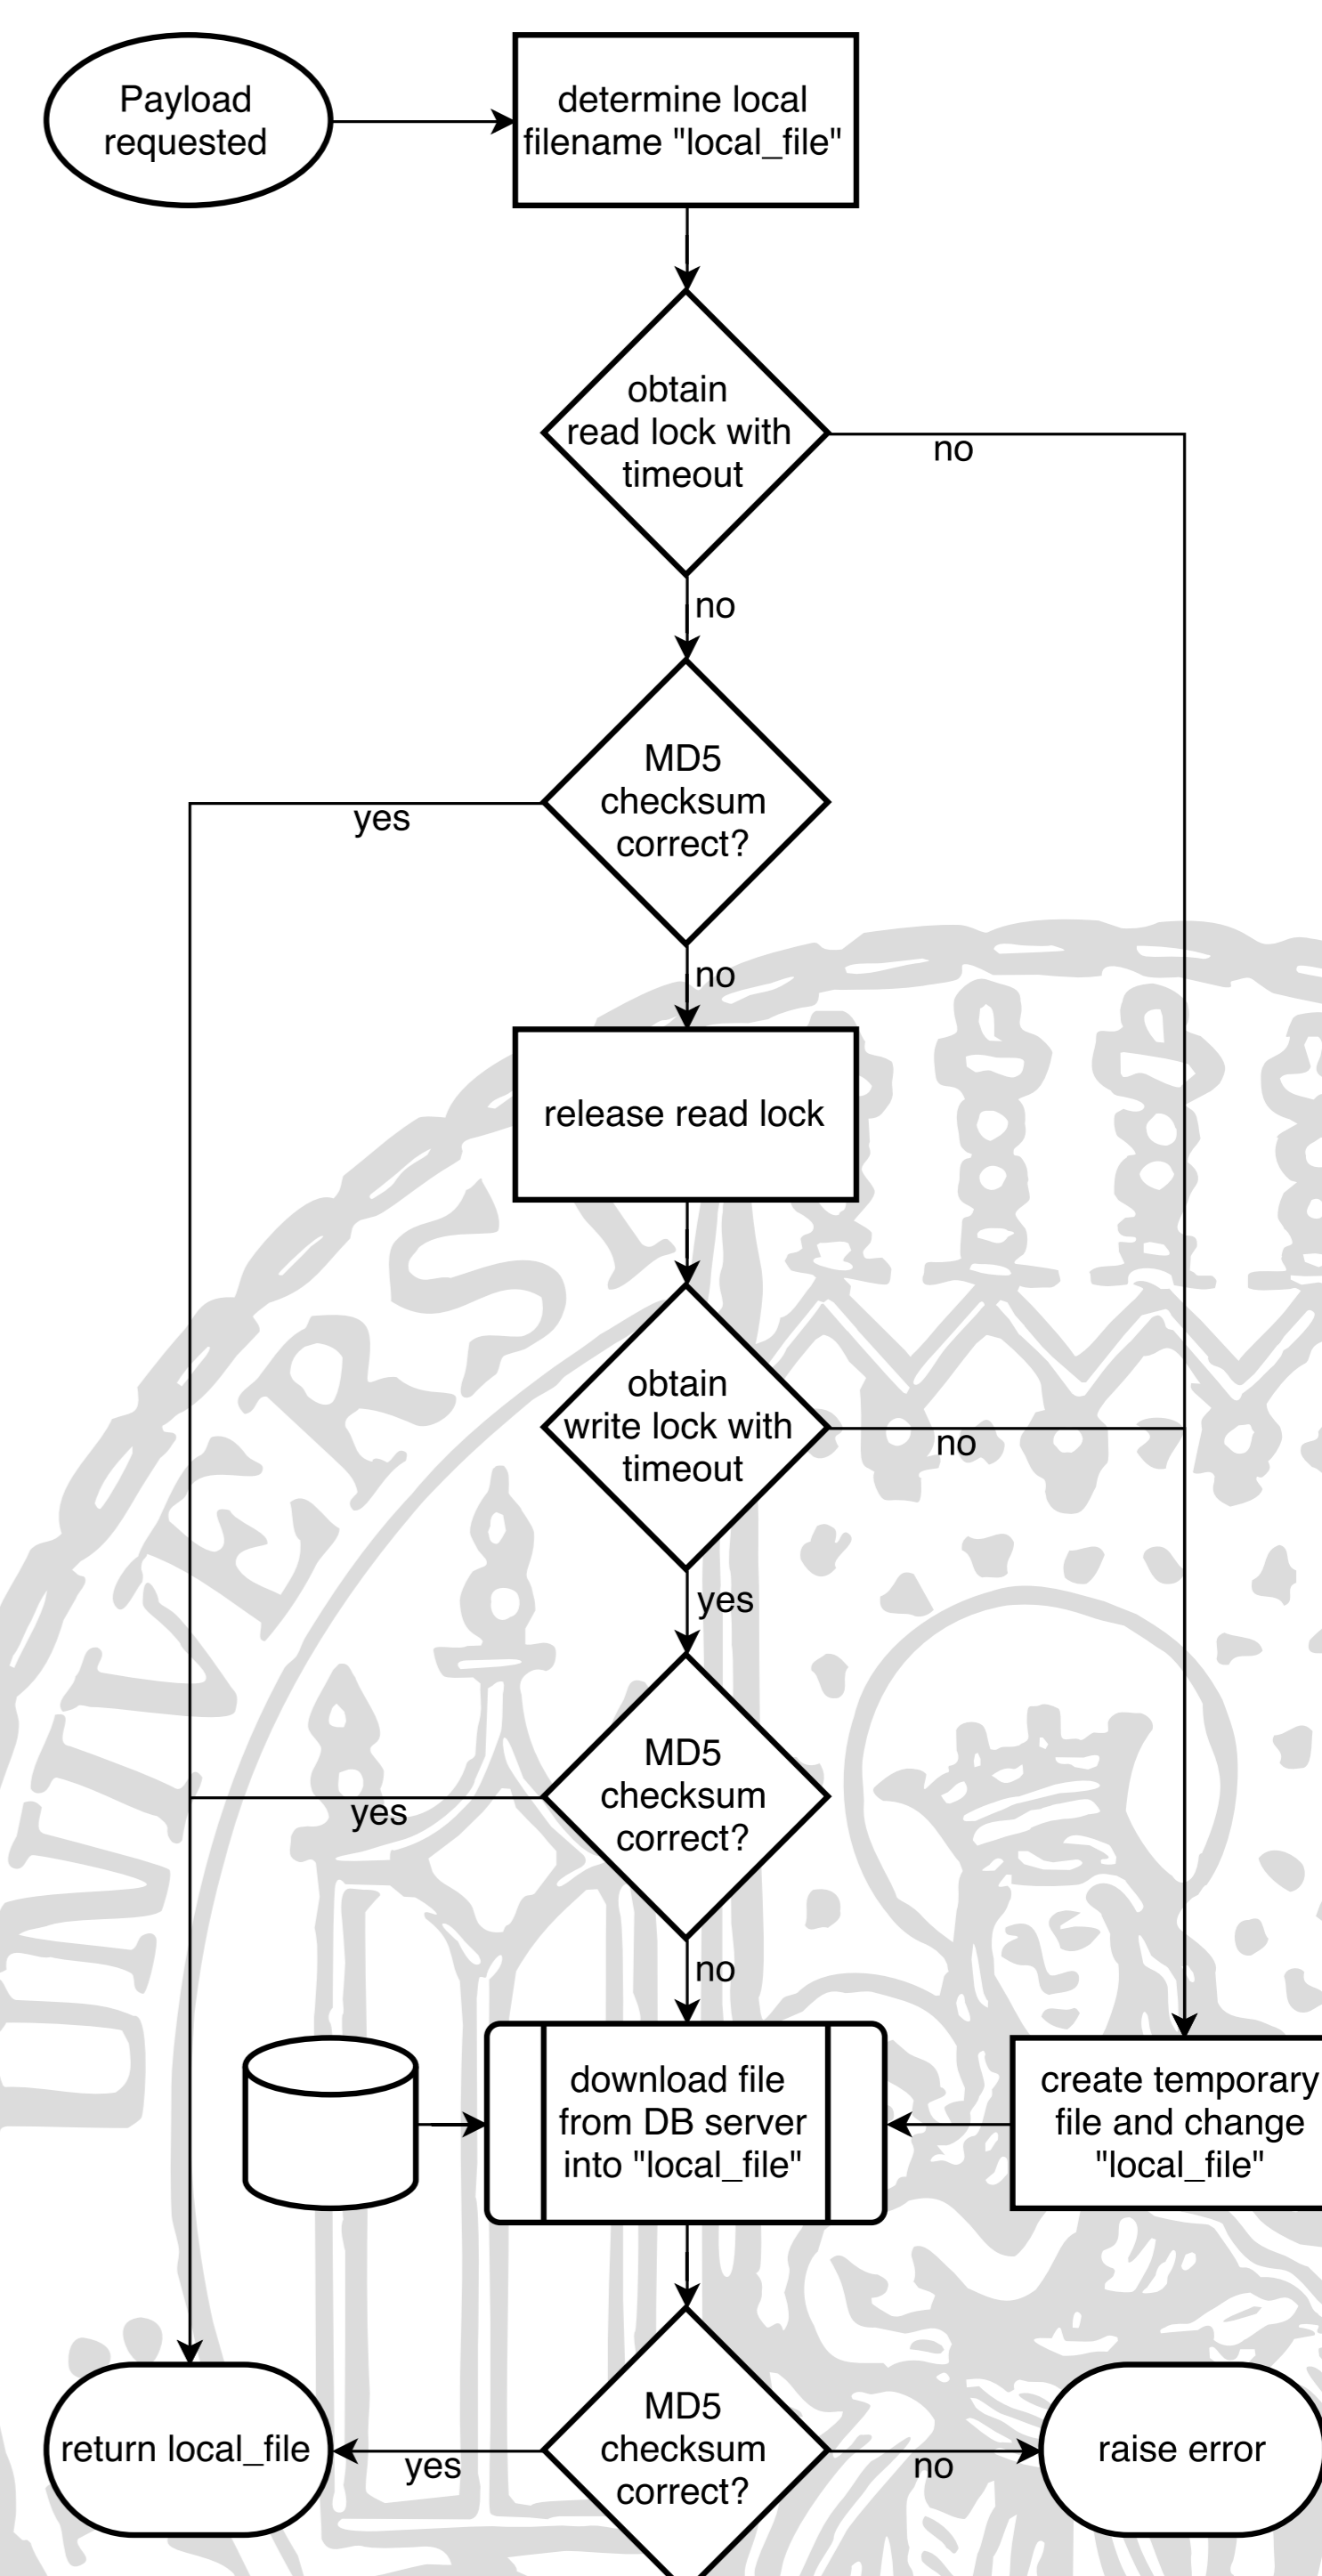 Payload
requested
determine local
filename "local_file"
obtain
read lock with
timeout
no
no
MD5
checksum
correct?
yes
no
release read lock
obtain
write lock with
timeout
no
yes
MD5
checksum
correct?
yes
no
download file
from DB server
into "local_file"
create temporary
file and change
"local_file"
return local_file
yes
MD5
checksum
correct?
no
raise error
UNIVERSI